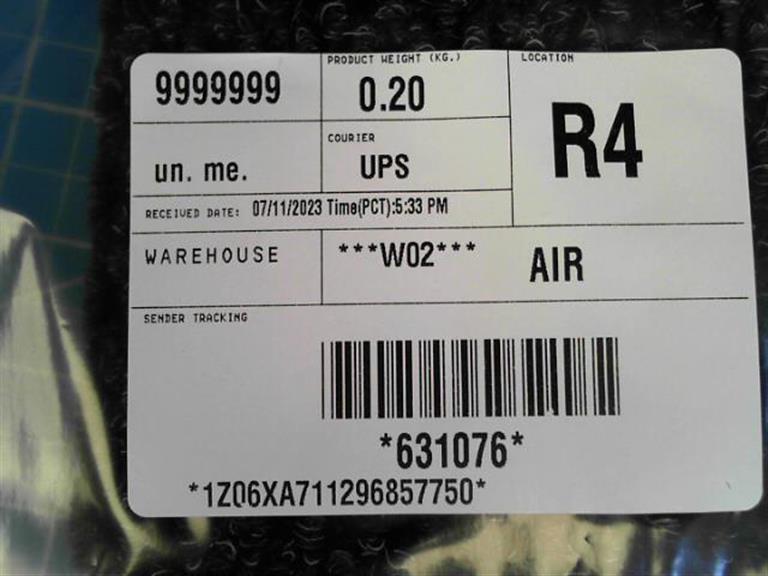 9999999
PRODUCT WEIGHT (KG.)
0.20
LOCATION
R4
un. me.
COURIER
UPS
RECEIVED DATE: 07/11/2023 Time(PCT):5:33 PM
WAREHOUSE
***W02***
AIR
SENDER TRACKING
*631076*
*1Z06XA711296857750*